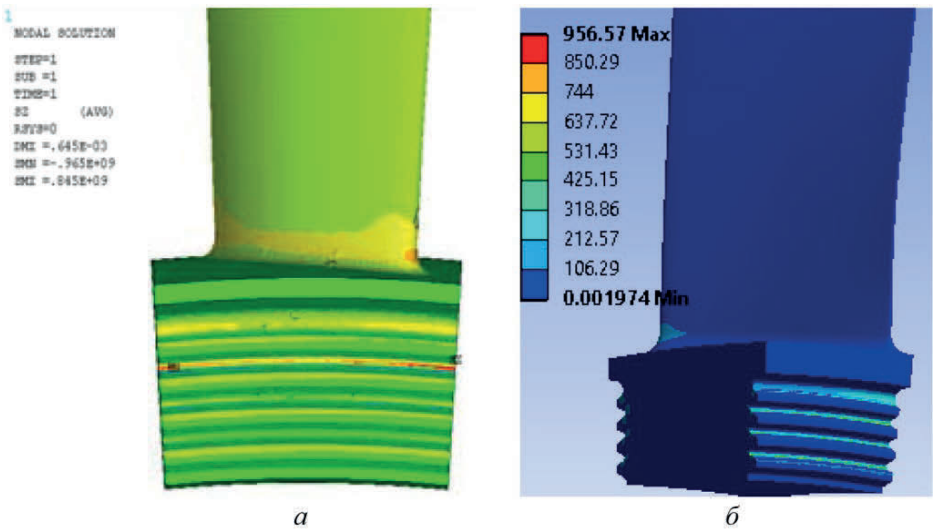 1
NODAL SOLUTION
STEP=1
SUB =1
TIME=1
SZ (AVG)
RSYS=0
DMX =.645E-03
SMN =-.965E+09
SMX =.845E+09
956.57 Max
850.29
744
637.72
531.43
425.15
318.86
212.57
106.29
0.001974 Min
а
б